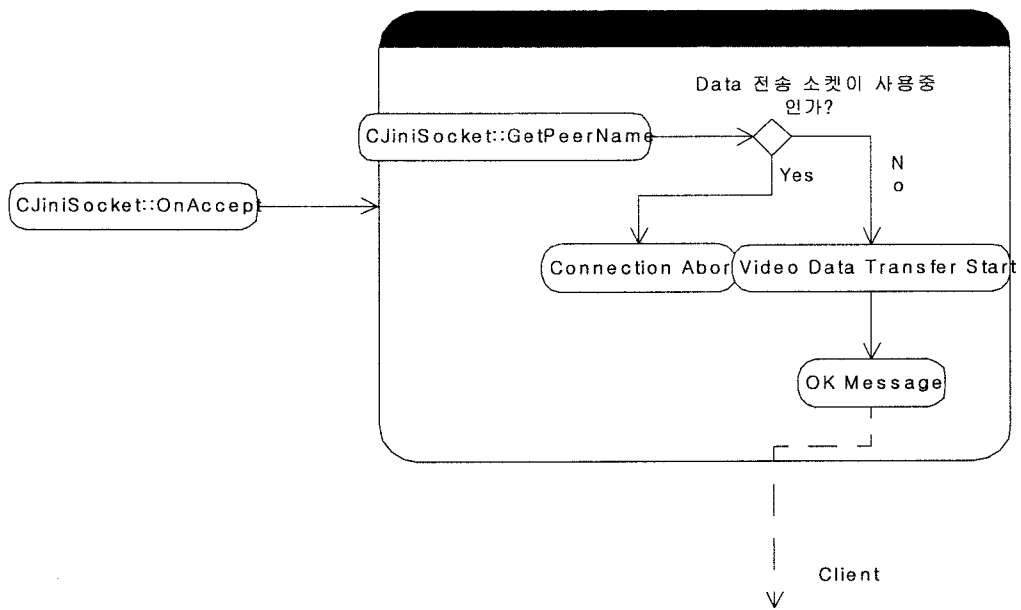 Data 전송 소켓이 사용중
인가?
CJiniSocket::GetPeerName
Yes
N
o
CJiniSocket::OnAccept
Connection Abor
Video Data Transfer Start
OK Message
Client